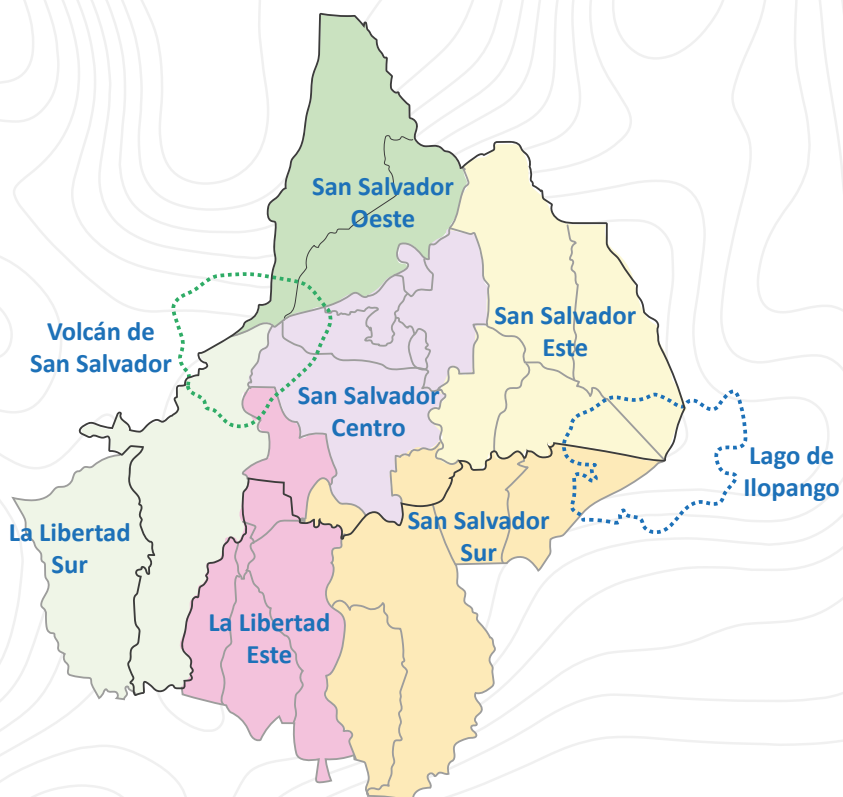 San Salvador
Oeste
Volcán de
San Salvador
San Salvador
Este
San Salvador
Centro
Lago de
Ilopango
La Libertad
Sur
San Salvador
Sur
La Libertad
Este